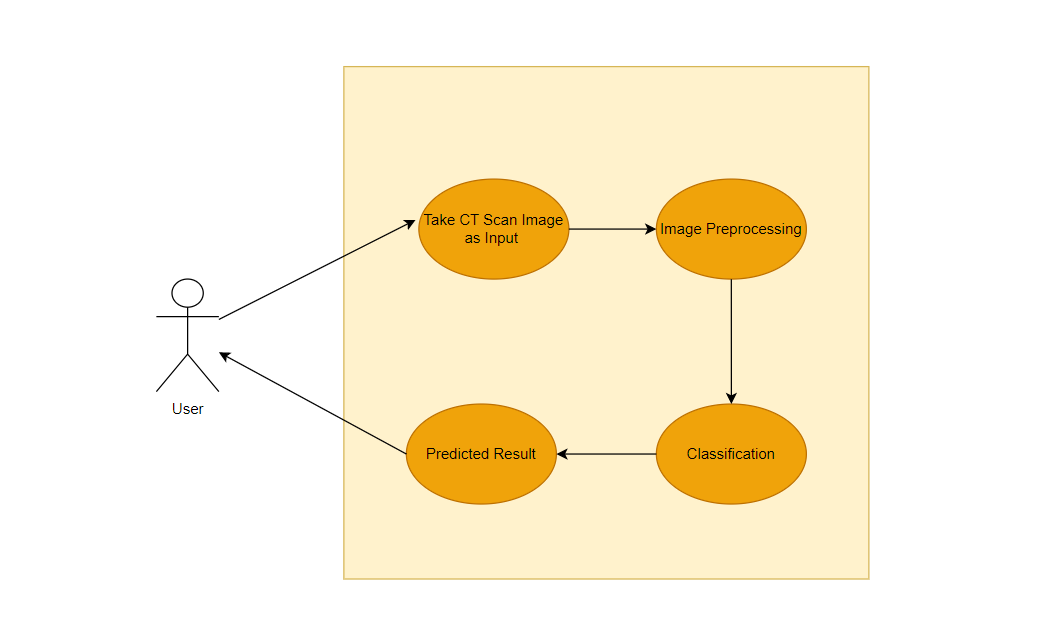 Take CT Scan Image
as Input
Image Preprocessing
User
Predicted Result
Classification